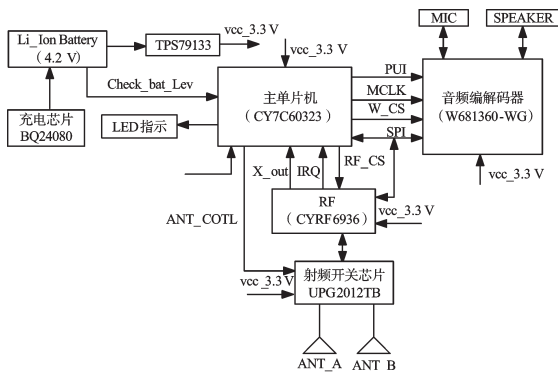 MIC
SPEAKER
Li_Ion Battery
(4.2 V)
TPS79133
vcc_3.3 V
vcc_3.3 V
Check_bat_Lev
主单片机
(CY7C60323)
PUI
MCLK
W_CS
SPI
音频编解码器
(W681360-WG)
充电芯片
BQ24080
LED指示
X_out
IRQ
RF_CS
vcc_3.3 V
ANT_COTL
RF
(CYRF6936)
vcc_3.3 V
vcc_3.3 V
射频开关芯片
UPG2012TB
ANT_A
ANT_B